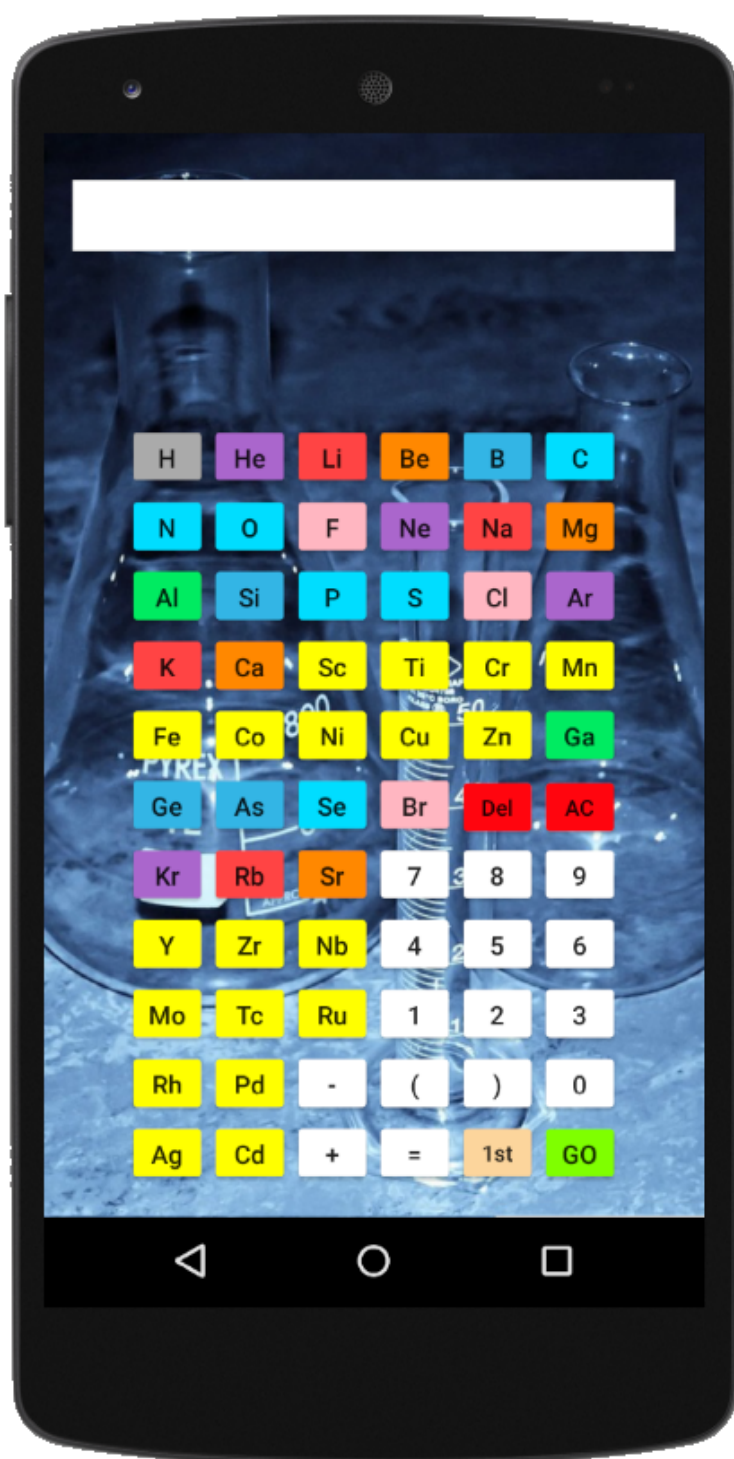 H He Li Be B C
N O F Ne Na Mg
Al Si P S Cl Ar
K Ca Sc Ti Cr Mn
Fe Co Ni Cu Zn Ga
PYREX
Ge As Se Br Del AC
Kr Rb Sr 7 8 9
Y Zr Nb 4 5 6
Mo Tc Ru 1 2 3
Rh Pd - ( ) 0
Ag Cd + = 1st GO